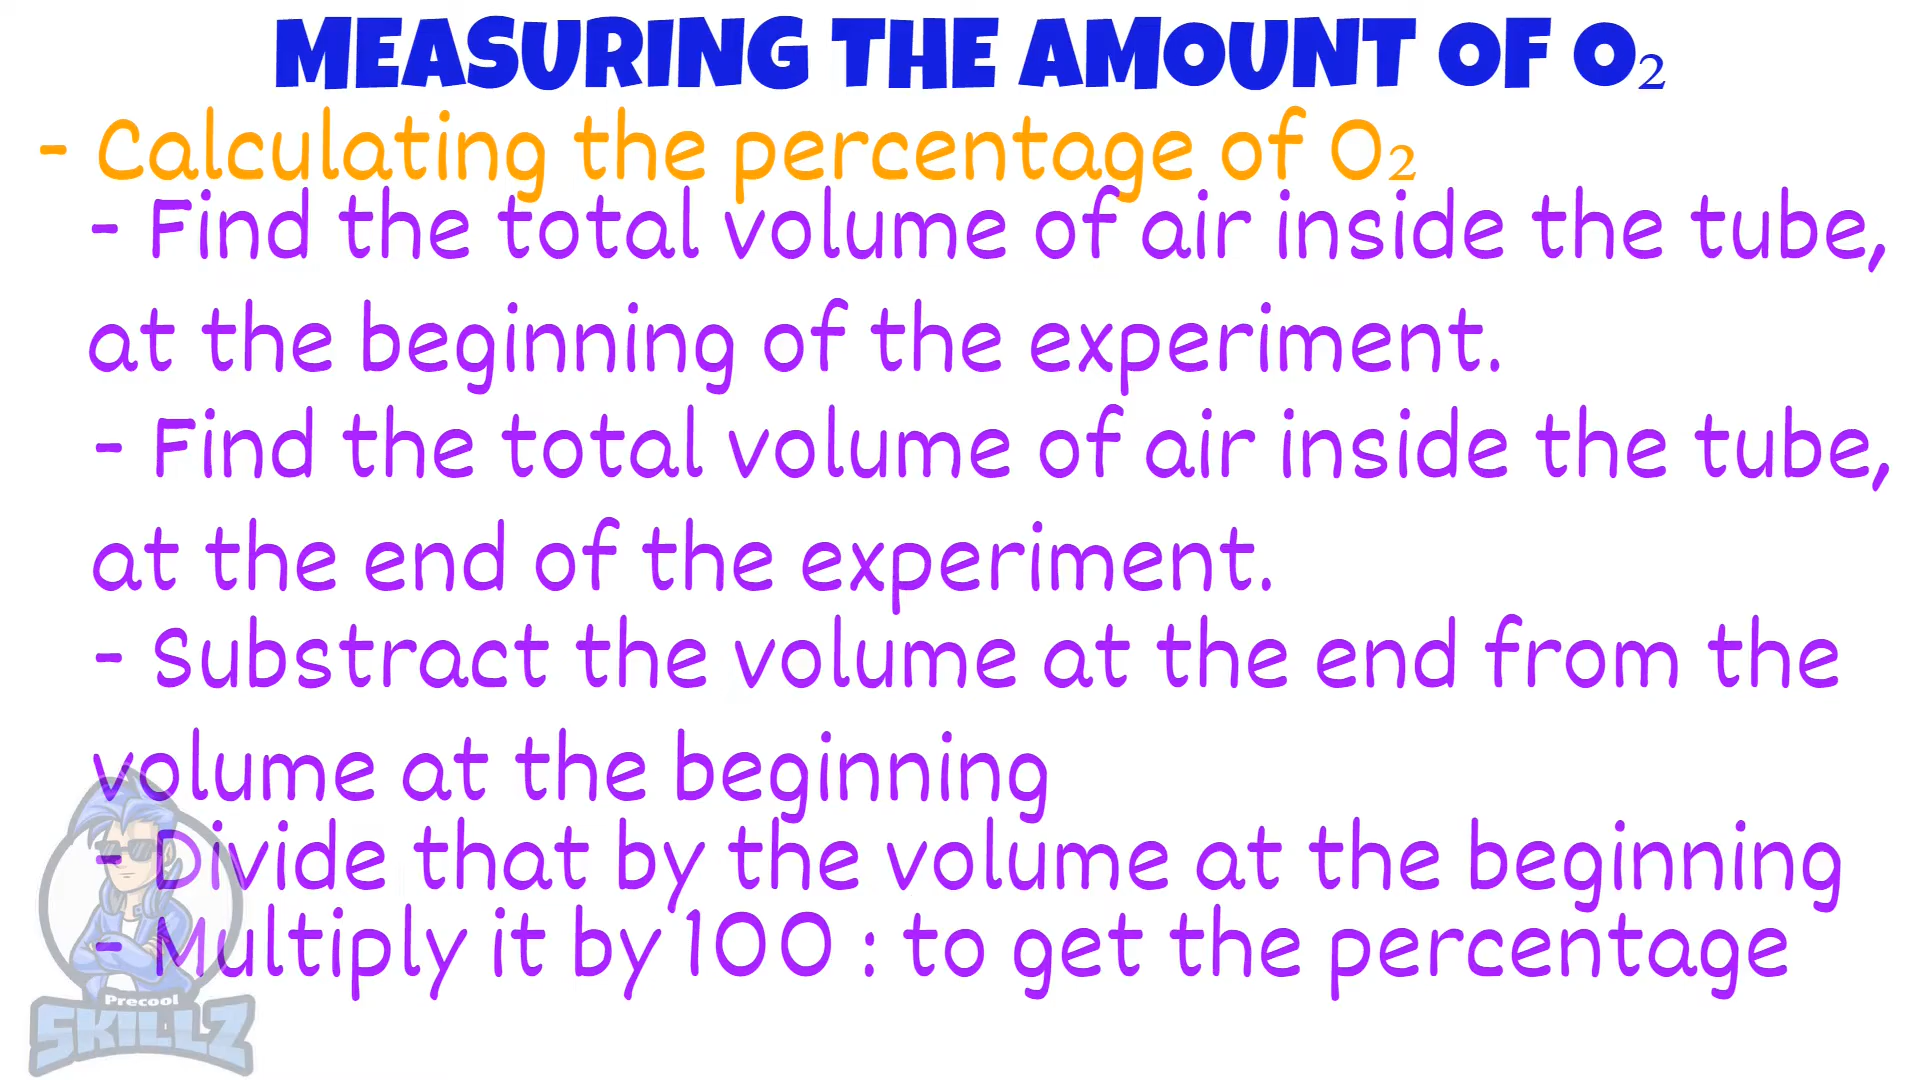 MEASURING THE AMOUNT OF O₂
- Calculating the percentage of O₂
- Find the total volume of air inside the tube,
at the beginning of the experiment.
- Find the total volume of air inside the tube,
at the end of the experiment.
- Substract the volume at the end from the
volume at the beginning
- Divide that by the volume at the beginning
- Multiply it by 100 : to get the percentage
Precool
SKILLZ